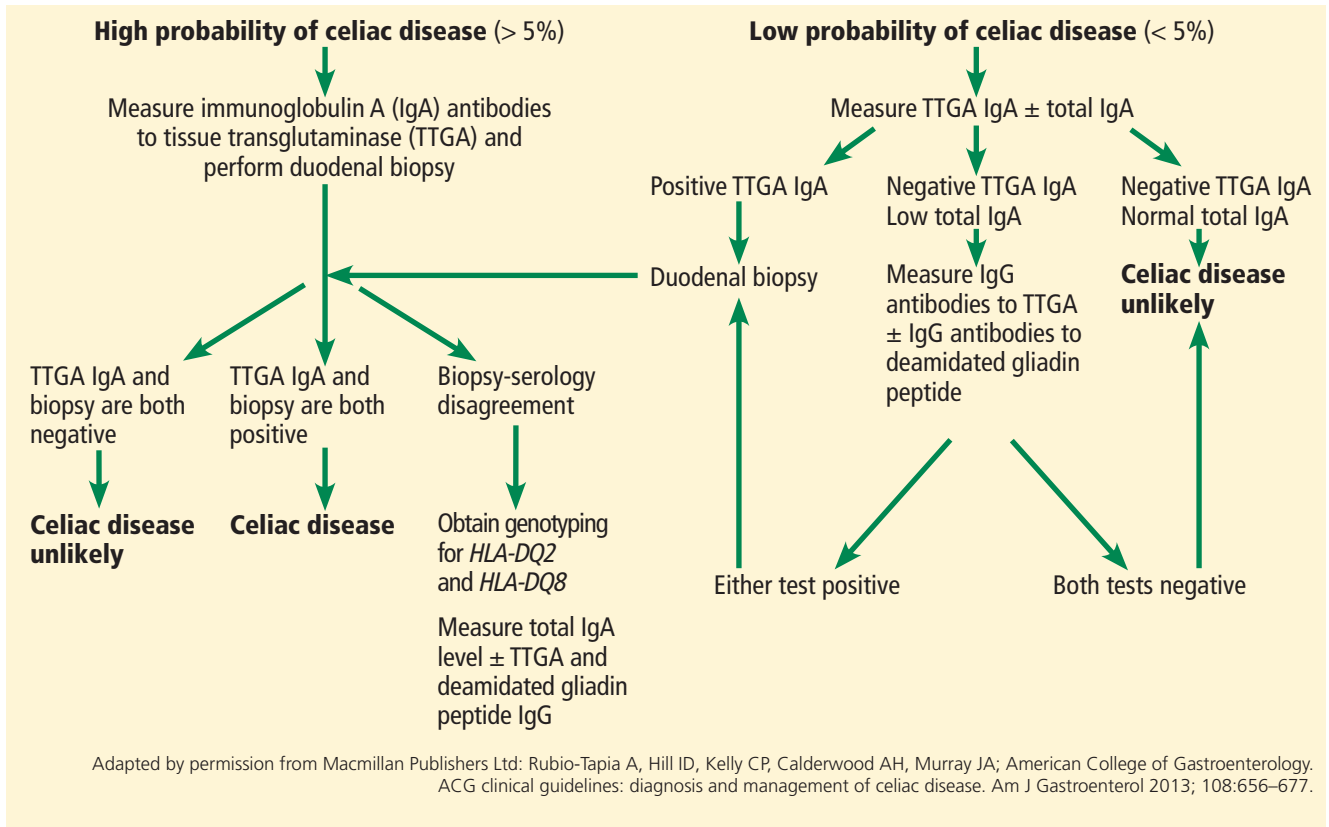 High probability of celiac disease (> 5%)
Measure immunoglobulin A (IgA) antibodies
to tissue transglutaminase (TTGA) and
perform duodenal biopsy
TTGA IgA and
biopsy are both
negative
Celiac disease
unlikely
TTGA IgA and
biopsy are both
positive
Celiac disease
Biopsy-serology
disagreement
Obtain genotyping
for HLA-DQ2
and HLA-DQ8
Measure total IgA
level ± TTGA and
deamidated gliadin
peptide IgG
Low probability of celiac disease (< 5%)
Measure TTGA IgA ± total IgA
Positive TTGA IgA
Duodenal biopsy
Negative TTGA IgA
Low total IgA
Measure IgG
antibodies to TTGA
± IgG antibodies to
deamidated gliadin
peptide
Negative TTGA IgA
Normal total IgA
Celiac disease
unlikely
Either test positive
Both tests negative
Adapted by permission from Macmillan Publishers Ltd: Rubio-Tapia A, Hill ID, Kelly CP, Calderwood AH, Murray JA; American College of Gastroenterology.
ACG clinical guidelines: diagnosis and management of celiac disease. Am J Gastroenterol 2013; 108:656–677.